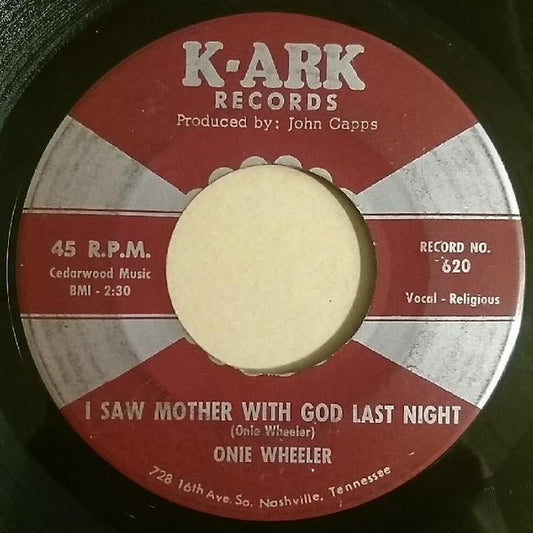 K-ARK
RECORDS
Produced by: John Capps
45 R.P.M.
Cedarwood Music
BMI - 2:30
RECORD NO.
620
Vocal - Religious
I SAW MOTHER WITH GOD LAST NIGHT
(Onie Wheeler)
ONIE WHEELER
728 16th Ave. So. Nashville, Tennessee